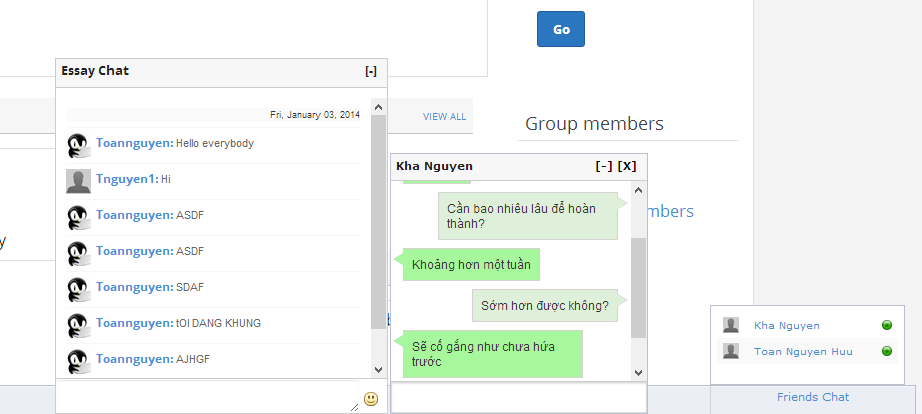 Go
Essay Chat [-]
Fri, January 03, 2014
Toannguyen: Hello everybody
Tnguyen1: Hi
Toannguyen: ASDF
Toannguyen: ASDF
Toannguyen: SDAF
Toannguyen: tOI DANG KHUNG
Toannguyen: AJHGF
VIEW ALL
Group members
Kha Nguyen [-] [X]
Cần bao nhiêu lâu để hoàn
thành?
Khoảng hơn một tuần
Sớm hơn được không?
Sẽ cố gắng như chưa hứa
trước
mbers
y
Kha Nguyen
Toan Nguyen Huu
Friends Chat